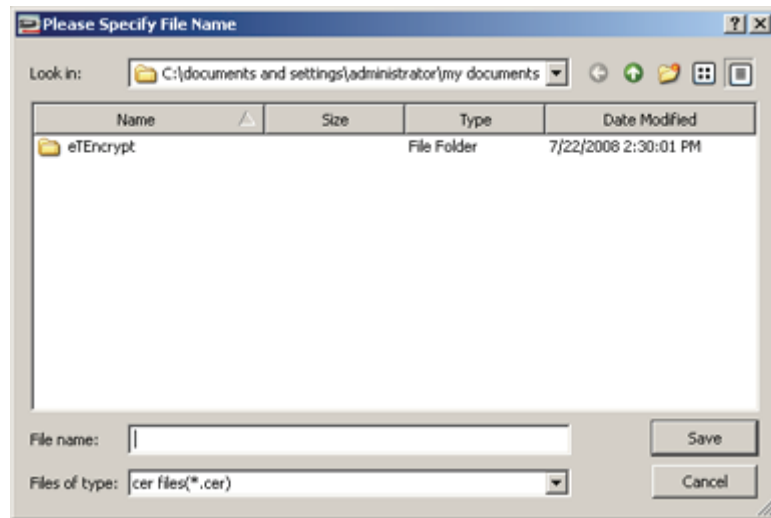 Please Specify File Name
Look in: C:\documents and settings\administrator\my documents
Name Size Type Date Modified
eTEncrypt File Folder 7/22/2008 2:30:01 PM
File name: Save
Files of type: cer files(*.cer) Cancel